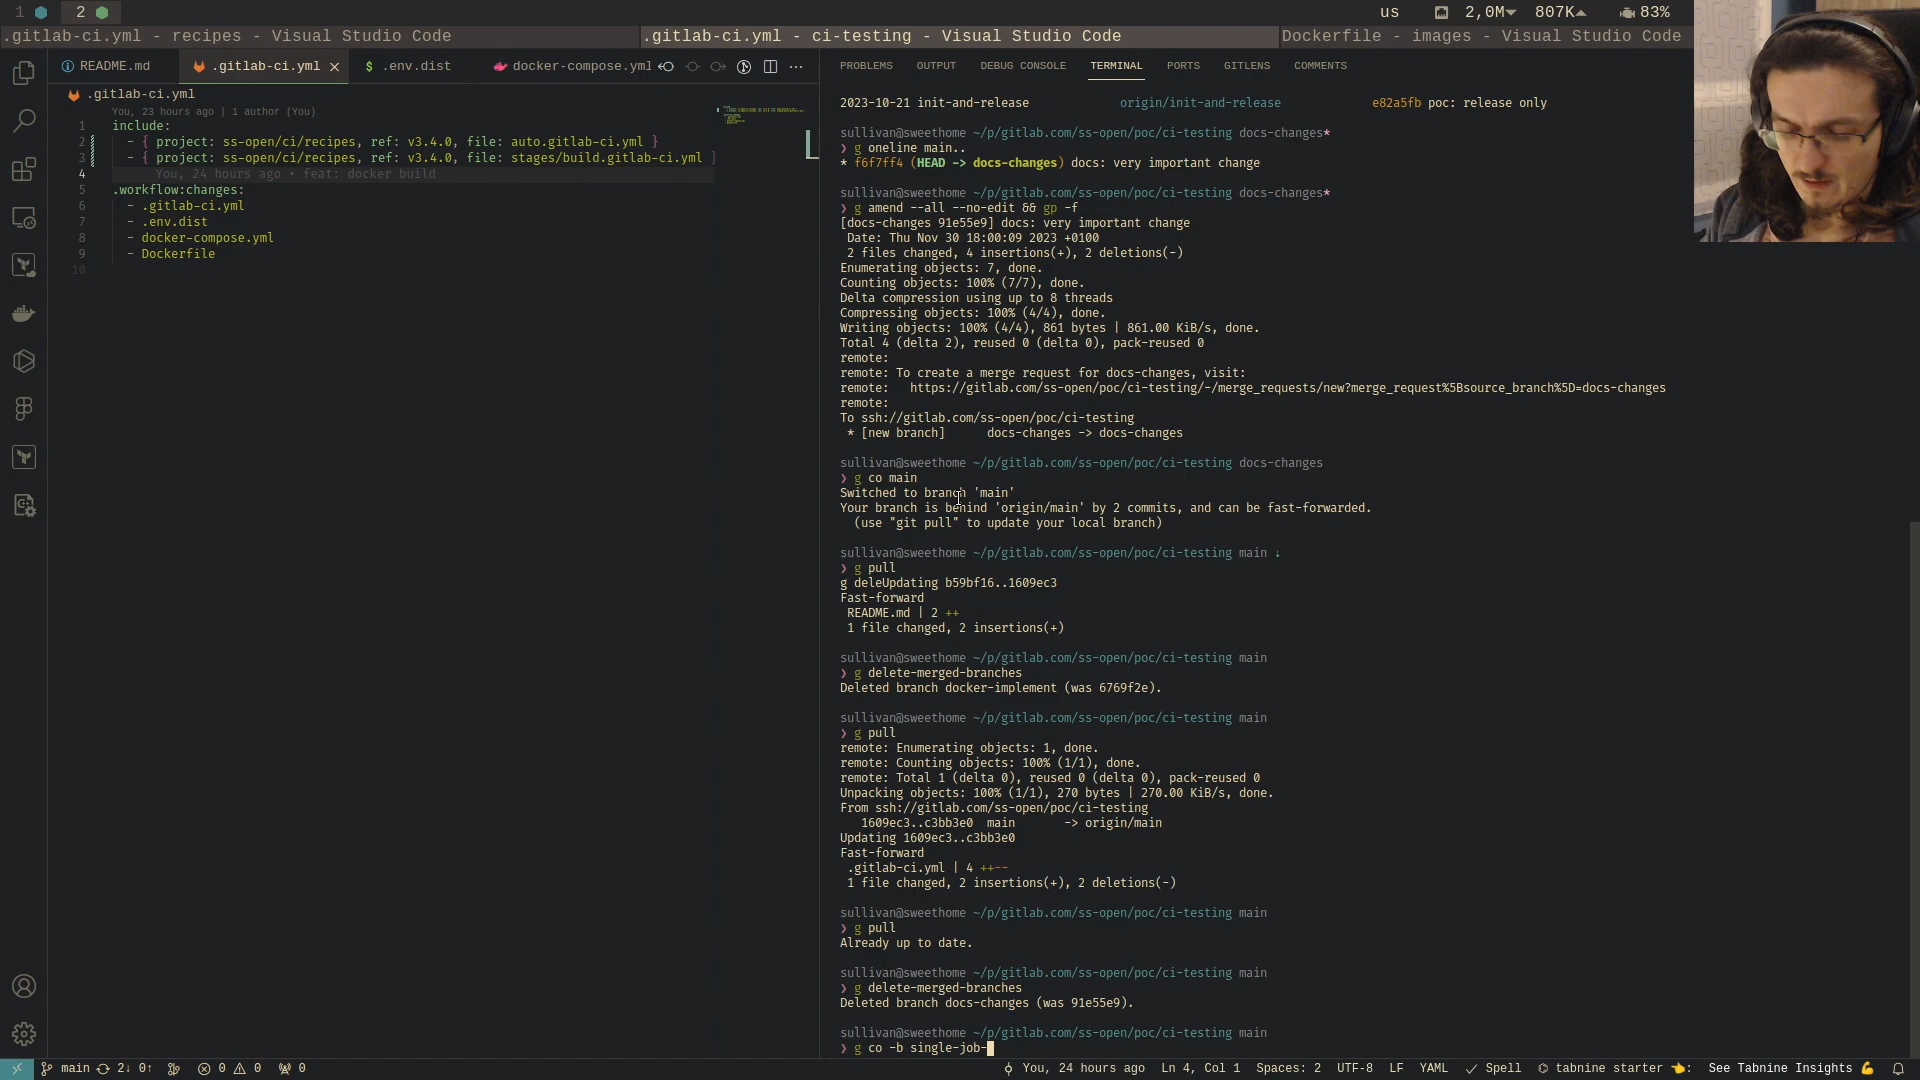 1 2 us 2,0M 807K 83%
.gitlab-ci.yml - recipes - Visual Studio Code
.gitlab-ci.yml - ci-testing - Visual Studio Code
Dockerfile - images - Visual Studio Code
README.md
.gitlab-ci.yml
$ .env.dist
docker-compose.yml
.gitlab-ci.yml
You, 23 hours ago | 1 author (You)
1 include:
2 - { project: ss-open/ci/recipes, ref: v3.4.0, file: auto.gitlab-ci.yml }
3 - { project: ss-open/ci/recipes, ref: v3.4.0, file: stages/build.gitlab-ci.yml }
4 You, 24 hours ago • feat: docker build
5 .workflow:changes:
6 - .gitlab-ci.yml
7 - .env.dist
8 - docker-compose.yml
9 - Dockerfile
10
PROBLEMS OUTPUT DEBUG CONSOLE TERMINAL PORTS GITLENS COMMENTS
2023-10-21 init-and-release origin/init-and-release e82a5fb poc: release only
sullivan@sweethome ~/p/gitlab.com/ss-open/poc/ci-testing docs-changes*
❯ g oneline main..
* f6f7ff4 (HEAD -> docs-changes) docs: very important change
sullivan@sweethome ~/p/gitlab.com/ss-open/poc/ci-testing docs-changes*
❯ g amend --all --no-edit && gp -f
[docs-changes 91e55e9] docs: very important change
Date: Thu Nov 30 18:00:09 2023 +0100
2 files changed, 4 insertions(+), 2 deletions(-)
Enumerating objects: 7, done.
Counting objects: 100% (7/7), done.
Delta compression using up to 8 threads
Compressing objects: 100% (4/4), done.
Writing objects: 100% (4/4), 861 bytes | 861.00 KiB/s, done.
Total 4 (delta 2), reused 0 (delta 0), pack-reused 0
remote:
remote: To create a merge request for docs-changes, visit:
remote: https://gitlab.com/ss-open/poc/ci-testing/-/merge_requests/new?merge_request%5Bsource_branch%5D=docs-changes
remote:
To ssh://gitlab.com/ss-open/poc/ci-testing
* [new branch] docs-changes -> docs-changes
sullivan@sweethome ~/p/gitlab.com/ss-open/poc/ci-testing docs-changes
❯ g co main
Switched to branch 'main'
Your branch is behind 'origin/main' by 2 commits, and can be fast-forwarded.
(use "git pull" to update your local branch)
sullivan@sweethome ~/p/gitlab.com/ss-open/poc/ci-testing main ↓
❯ g pull
g deleUpdating b59bf16..1609ec3
Fast-forward
README.md | 2 ++
1 file changed, 2 insertions(+)
sullivan@sweethome ~/p/gitlab.com/ss-open/poc/ci-testing main
❯ g delete-merged-branches
Deleted branch docker-implement (was 6769f2e).
sullivan@sweethome ~/p/gitlab.com/ss-open/poc/ci-testing main
❯ g pull
remote: Enumerating objects: 1, done.
remote: Counting objects: 100% (1/1), done.
remote: Total 1 (delta 0), reused 0 (delta 0), pack-reused 0
Unpacking objects: 100% (1/1), 270 bytes | 270.00 KiB/s, done.
From ssh://gitlab.com/ss-open/poc/ci-testing
1609ec3..c3bb3e0 main -> origin/main
Updating 1609ec3..c3bb3e0
Fast-forward
.gitlab-ci.yml | 4 ++--
1 file changed, 2 insertions(+), 2 deletions(-)
sullivan@sweethome ~/p/gitlab.com/ss-open/poc/ci-testing main
❯ g pull
Already up to date.
sullivan@sweethome ~/p/gitlab.com/ss-open/poc/ci-testing main
❯ g delete-merged-branches
Deleted branch docs-changes (was 91e55e9).
sullivan@sweethome ~/p/gitlab.com/ss-open/poc/ci-testing main
❯ g co -b single-job-
main 2↓ 0↑ 0 0 0
You, 24 hours ago Ln 4, Col 1 Spaces: 2 UTF-8 LF YAML Spell tabnine starter See Tabnine Insights